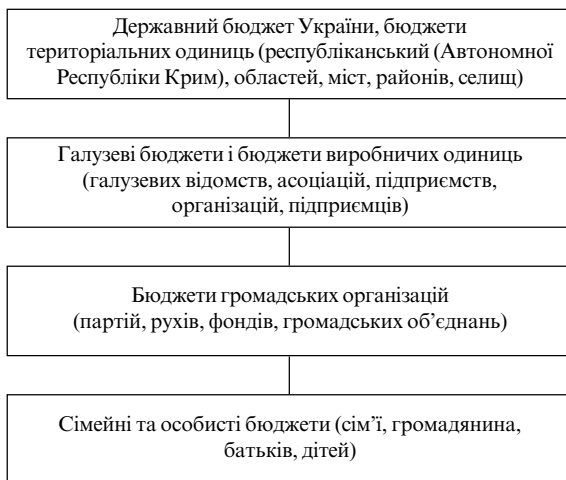 Державний бюджет України, бюджети
територіальних одиниць (республіканський (Автономної
Республіки Крим), областей, міст, районів, селищ)
Галузеві бюджети і бюджети виробничих одиниць
(галузевих відомств, асоціацій, підприємств,
організацій, підприємців)
Бюджети громадських організацій
(партій, рухів, фондів, громадських об’єднань)
Сімейні та особисті бюджети (сім’ї, громадянина,
батьків, дітей)